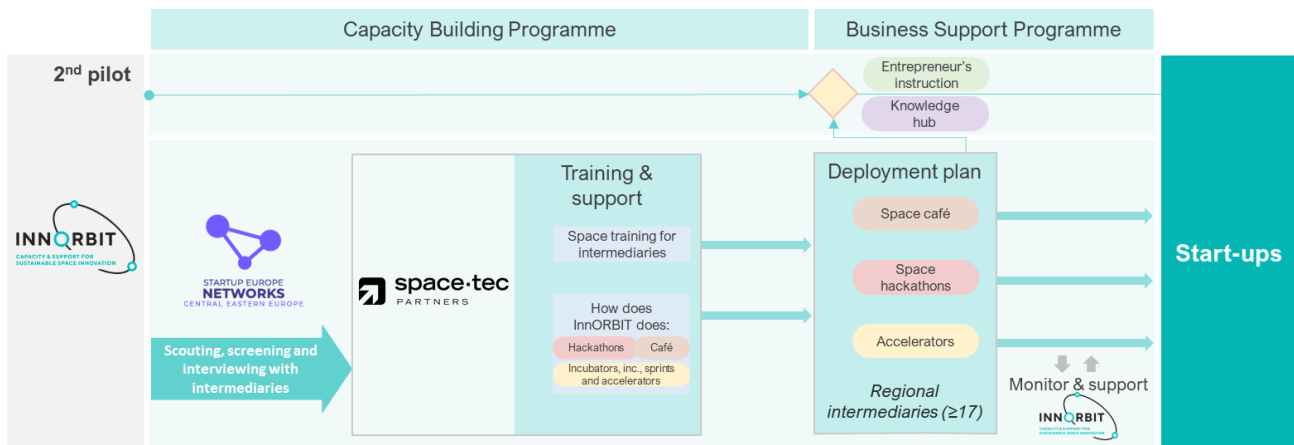 Capacity Building Programme
Business Support Programme
2nd pilot
Entrepreneur's
instruction
Knowledge
hub
INNORBIT
CAPACITY & SUPPORT FOR
SUSTAINABLE SPACE INNOVATION
STARTUP EUROPE
NETWORKS
CENTRAL EASTERN EUROPE
Scouting, screening and
interviewing with
intermediaries
space·tec
PARTNERS
Training &
support
Space training for
intermediaries
How does
InnORBIT does:
Hackathons
Café
Incubators, inc., sprints
and accelerators
Deployment plan
Space café
Space
hackathons
Accelerators
Regional
intermediaries (≥17)
Monitor & support
INNORBIT
CAPACITY & SUPPORT FOR
SUSTAINABLE SPACE INNOVATION
Start-ups